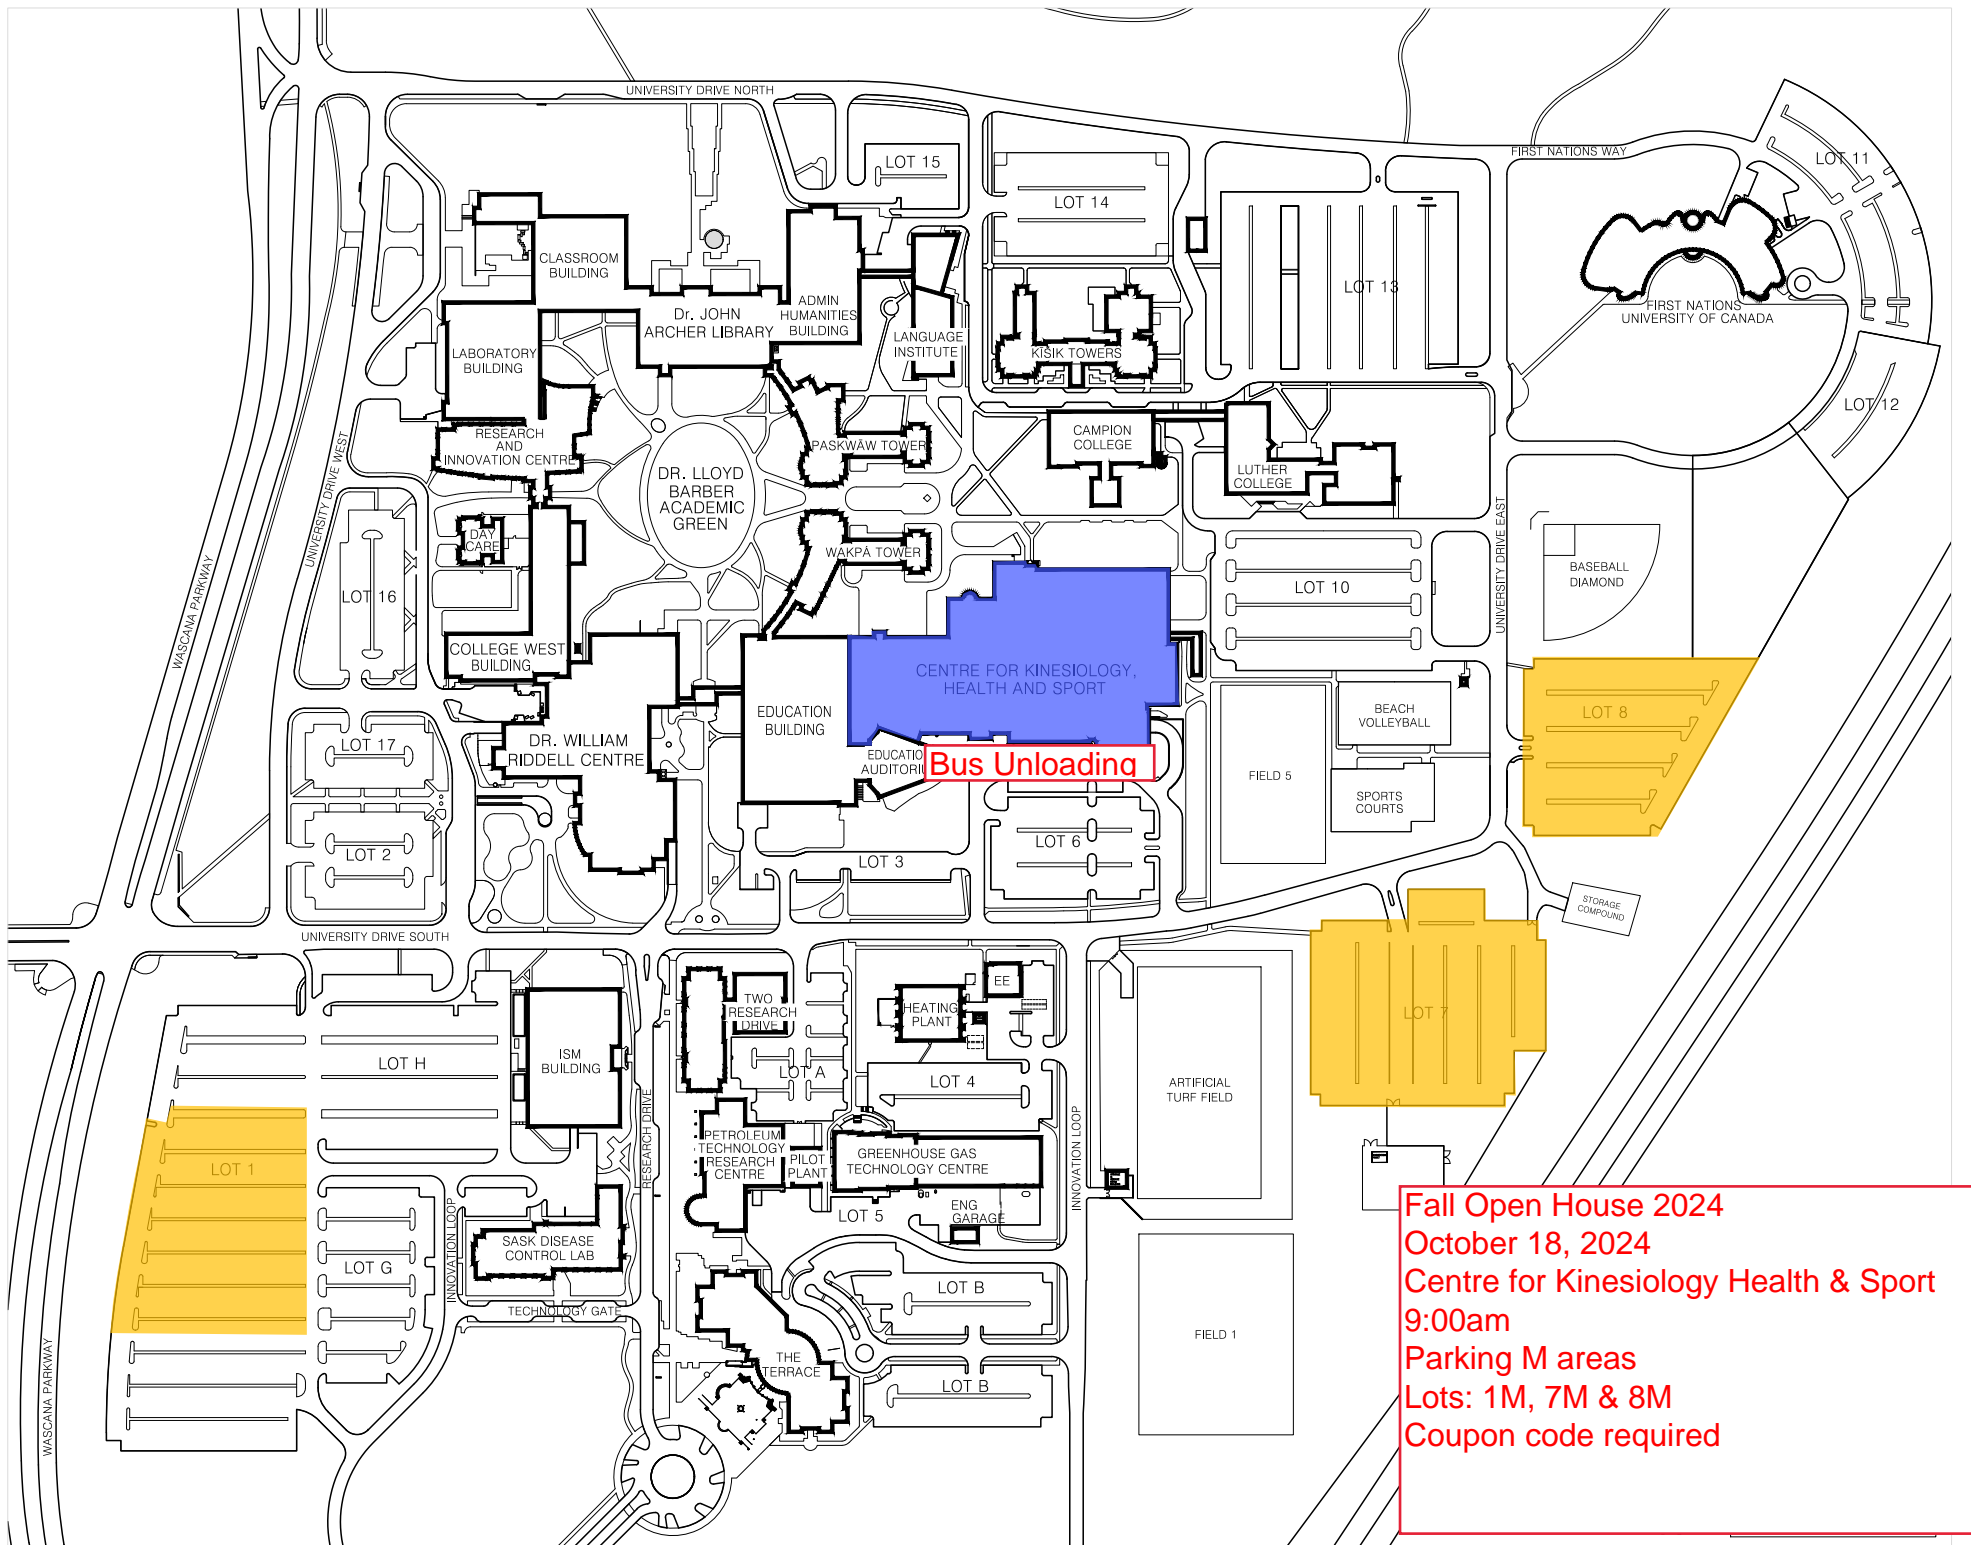 UNIVERSITY DRIVE NORTH
FIRST NATIONS WAY
LOT 11
LOT 15
LOT 14
CLASSROOM
BUILDING
LOT 13
ADMIN
HUMANITIES
BUILDING
Dr. JOHN
ARCHER LIBRARY
FIRST NATIONS
UNIVERSITY OF CANADA
LANGUAGE
INSTITUTE
KĪSIK TOWERS
LABORATORY
BUILDING
LOT 12
RESEARCH
AND
INNOVATION CENTRE
PASKWĀW TOWER
CAMPION
COLLEGE
LUTHER
COLLEGE
DR. LLOYD
BARBER
ACADEMIC
GREEN
UNIVERSITY DRIVE WEST
UNIVERSITY DRIVE EAST
WASCANA PARKWAY
DAY
CARE
WAKPĀ TOWER
BASEBALL
DIAMOND
LOT 16
LOT 10
COLLEGE WEST
BUILDING
CENTRE FOR KINESIOLOGY,
HEALTH AND SPORT
EDUCATION
BUILDING
BEACH
VOLLEYBALL
LOT 8
LOT 17
DR. WILLIAM
RIDDELL CENTRE
EDUCATIO
AUDITORIU
Bus Unloading
FIELD 5
SPORTS
COURTS
LOT 2
LOT 3
LOT 6
STORAGE
COMPOUND
UNIVERSITY DRIVE SOUTH
TWO
RESEARCH
DRIVE
EE
HEATING
PLANT
LOT 7
LOT H
ISM
BUILDING
LOT A
LOT 4
ARTIFICIAL
TURF FIELD
RESEARCH DRIVE
INNOVATION LOOP
PETROLEUM
TECHNOLOGY
RESEARCH
CENTRE
PILOT
PLANT
GREENHOUSE GAS
TECHNOLOGY CENTRE
LOT 1
LOT 5
ENG
GARAGE
INNOVATION LOOP
SASK DISEASE
CONTROL LAB
LOT G
LOT B
TECHNOLOGY GATE
FIELD 1
THE
TERRACE
LOT B
WASCANA PARKWAY
Fall Open House 2024
October 18, 2024
Centre for Kinesiology Health & Sport
9:00am
Parking M areas
Lots: 1M, 7M & 8M
Coupon code required